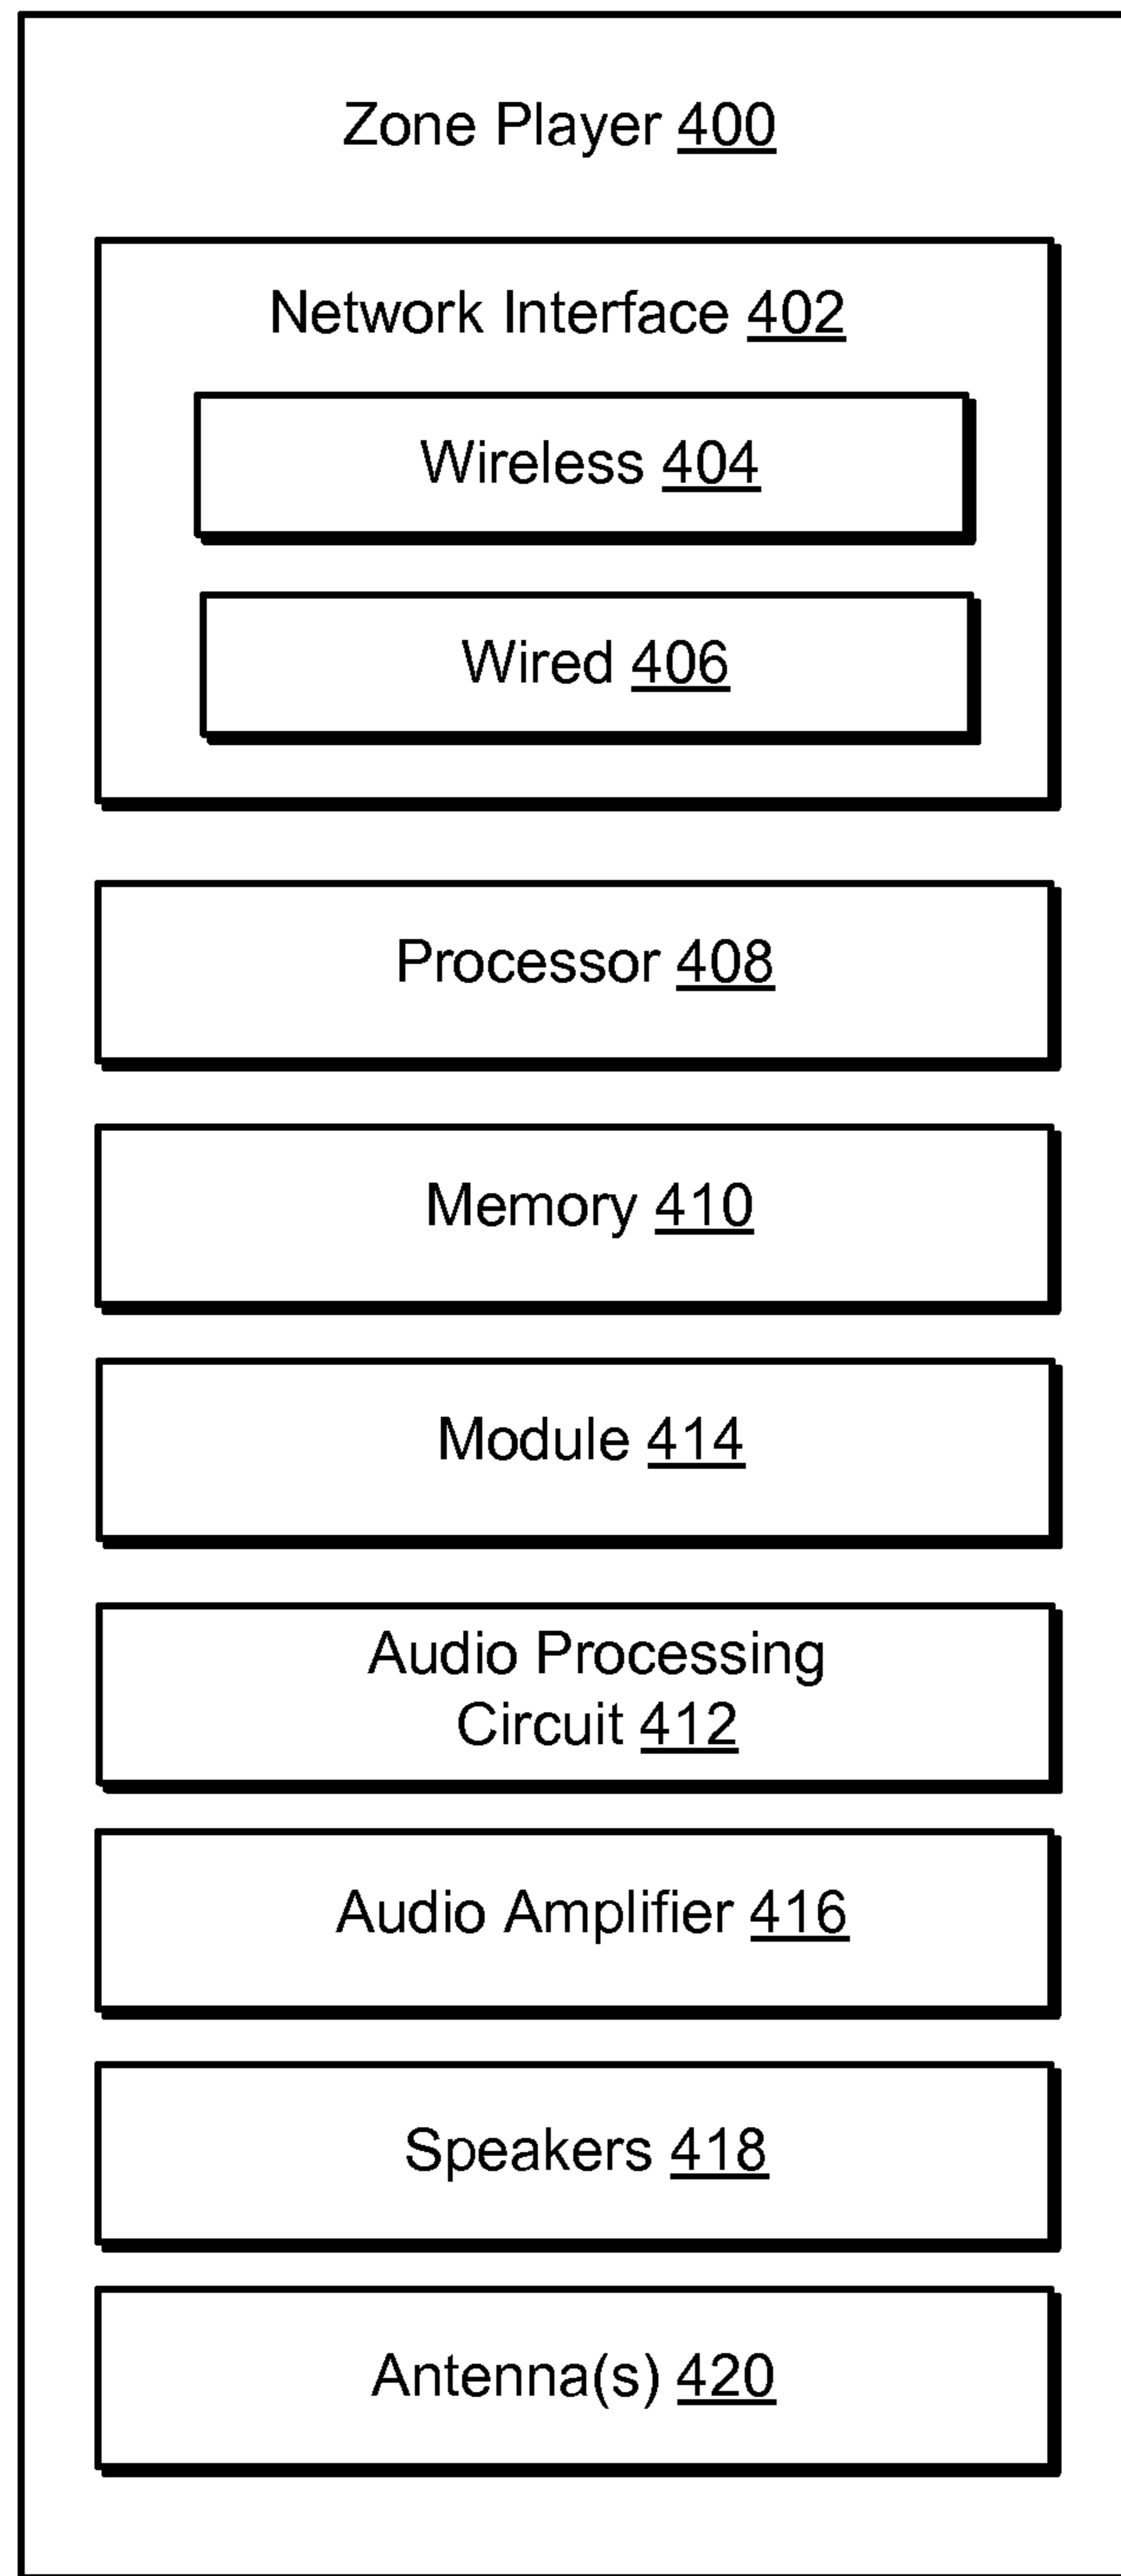 Zone Player 400
Network Interface 402
Wireless 404
Wired 406
Processor 408
Memory 410
Module 414
Audio Processing
Circuit 412
Audio Amplifier 416
Speakers 418
Antenna(s) 420